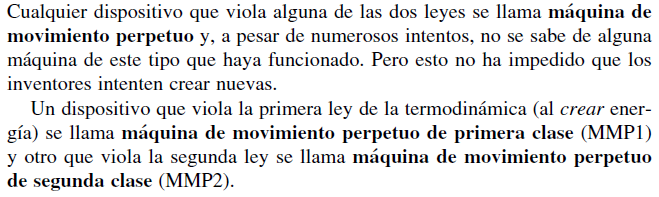 Cualquier dispositivo que viola alguna de las dos leyes se llama máquina de
movimiento perpetuo y, a pesar de numerosos intentos, no se sabe de alguna
máquina de este tipo que haya funcionado. Pero esto no ha impedido que los
inventores intenten crear nuevas.
Un dispositivo que viola la primera ley de la termodinámica (al crear ener-
gía) se llama máquina de movimiento perpetuo de primera clase (MMP1)
y otro que viola la segunda ley se llama máquina de movimiento perpetuo
de segunda clase (MMP2).